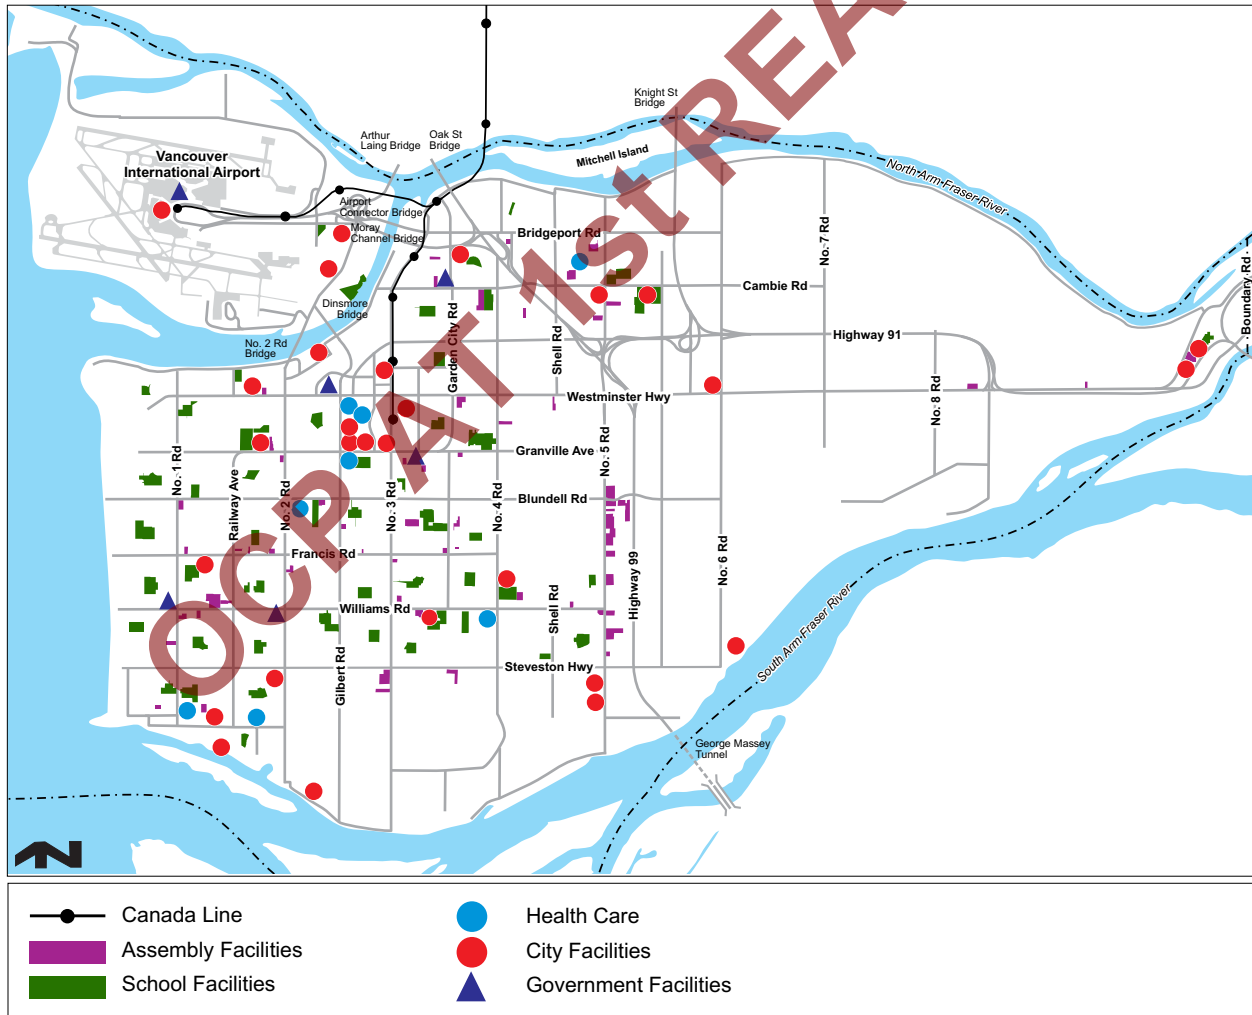 Knight St
Bridge
Arthur
Laing Bridge
Oak St
Bridge
Mitchell Island
Vancouver
International Airport
North Arm Fraser River
Airport
Connector Bridge
Moray
Channel Bridge
Bridgeport Rd
No. 7 Rd
Boundary Rd
Cambie Rd
Dinsmore
Bridge
Garden City Rd
Shell Rd
Highway 91
No. 2 Rd
Bridge
Westminster Hwy
No. 8 Rd
No. 1 Rd
Granville Ave
No. 5 Rd
Railway Ave
No. 2 Rd
No. 3 Rd
No. 4 Rd
Blundell Rd
Francis Rd
Highway 99
No. 6 Rd
Williams Rd
Shell Rd
South Arm Fraser River
Gilbert Rd
Steveston Hwy
George Massey
Tunnel
N
OCP AT 1st REA
Canada Line
Assembly Facilities
School Facilities
Health Care
City Facilities
Government Facilities